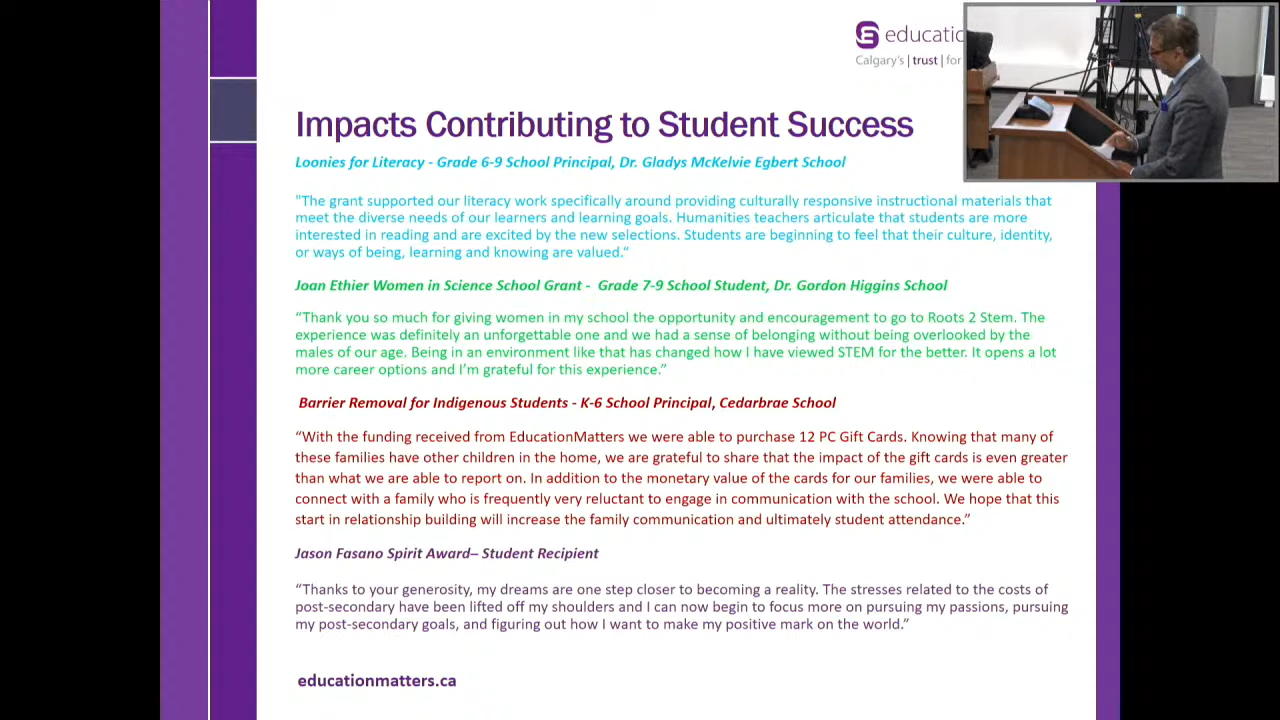 Calgary's | trust | for
Impacts Contributing to Student Success
Loonies for Literacy - Grade 6-9 School Principal, Dr. Gladys McKelvie Egbert School
"The grant supported our literacy work specifically around providing culturally responsive instructional materials that
meet the diverse needs of our learners and learning goals. Humanities teachers articulate that students are more
interested in reading and are excited by the new selections. Students are beginning to feel that their culture, identity,
or ways of being, learning and knowing are valued.“
Joan Ethier Women in Science School Grant - Grade 7-9 School Student, Dr. Gordon Higgins School
“Thank you so much for giving women in my school the opportunity and encouragement to go to Roots 2 Stem. The
experience was definitely an unforgettable one and we had a sense of belonging without being overlooked by the
males of our age. Being in an environment like that has changed how I have viewed STEM for the better. It opens a lot
more career options and I’m grateful for this experience.”
Barrier Removal for Indigenous Students - K-6 School Principal, Cedarbrae School
“With the funding received from EducationMatters we were able to purchase 12 PC Gift Cards. Knowing that many of
these families have other children in the home, we are grateful to share that the impact of the gift cards is even greater
than what we are able to report on. In addition to the monetary value of the cards for our families, we were able to
connect with a family who is frequently very reluctant to engage in communication with the school. We hope that this
start in relationship building will increase the family communication and ultimately student attendance.”
Jason Fasano Spirit Award– Student Recipient
“Thanks to your generosity, my dreams are one step closer to becoming a reality. The stresses related to the costs of
post-secondary have been lifted off my shoulders and I can now begin to focus more on pursuing my passions, pursuing
my post-secondary goals, and figuring out how I want to make my positive mark on the world.”
educationmatters.ca